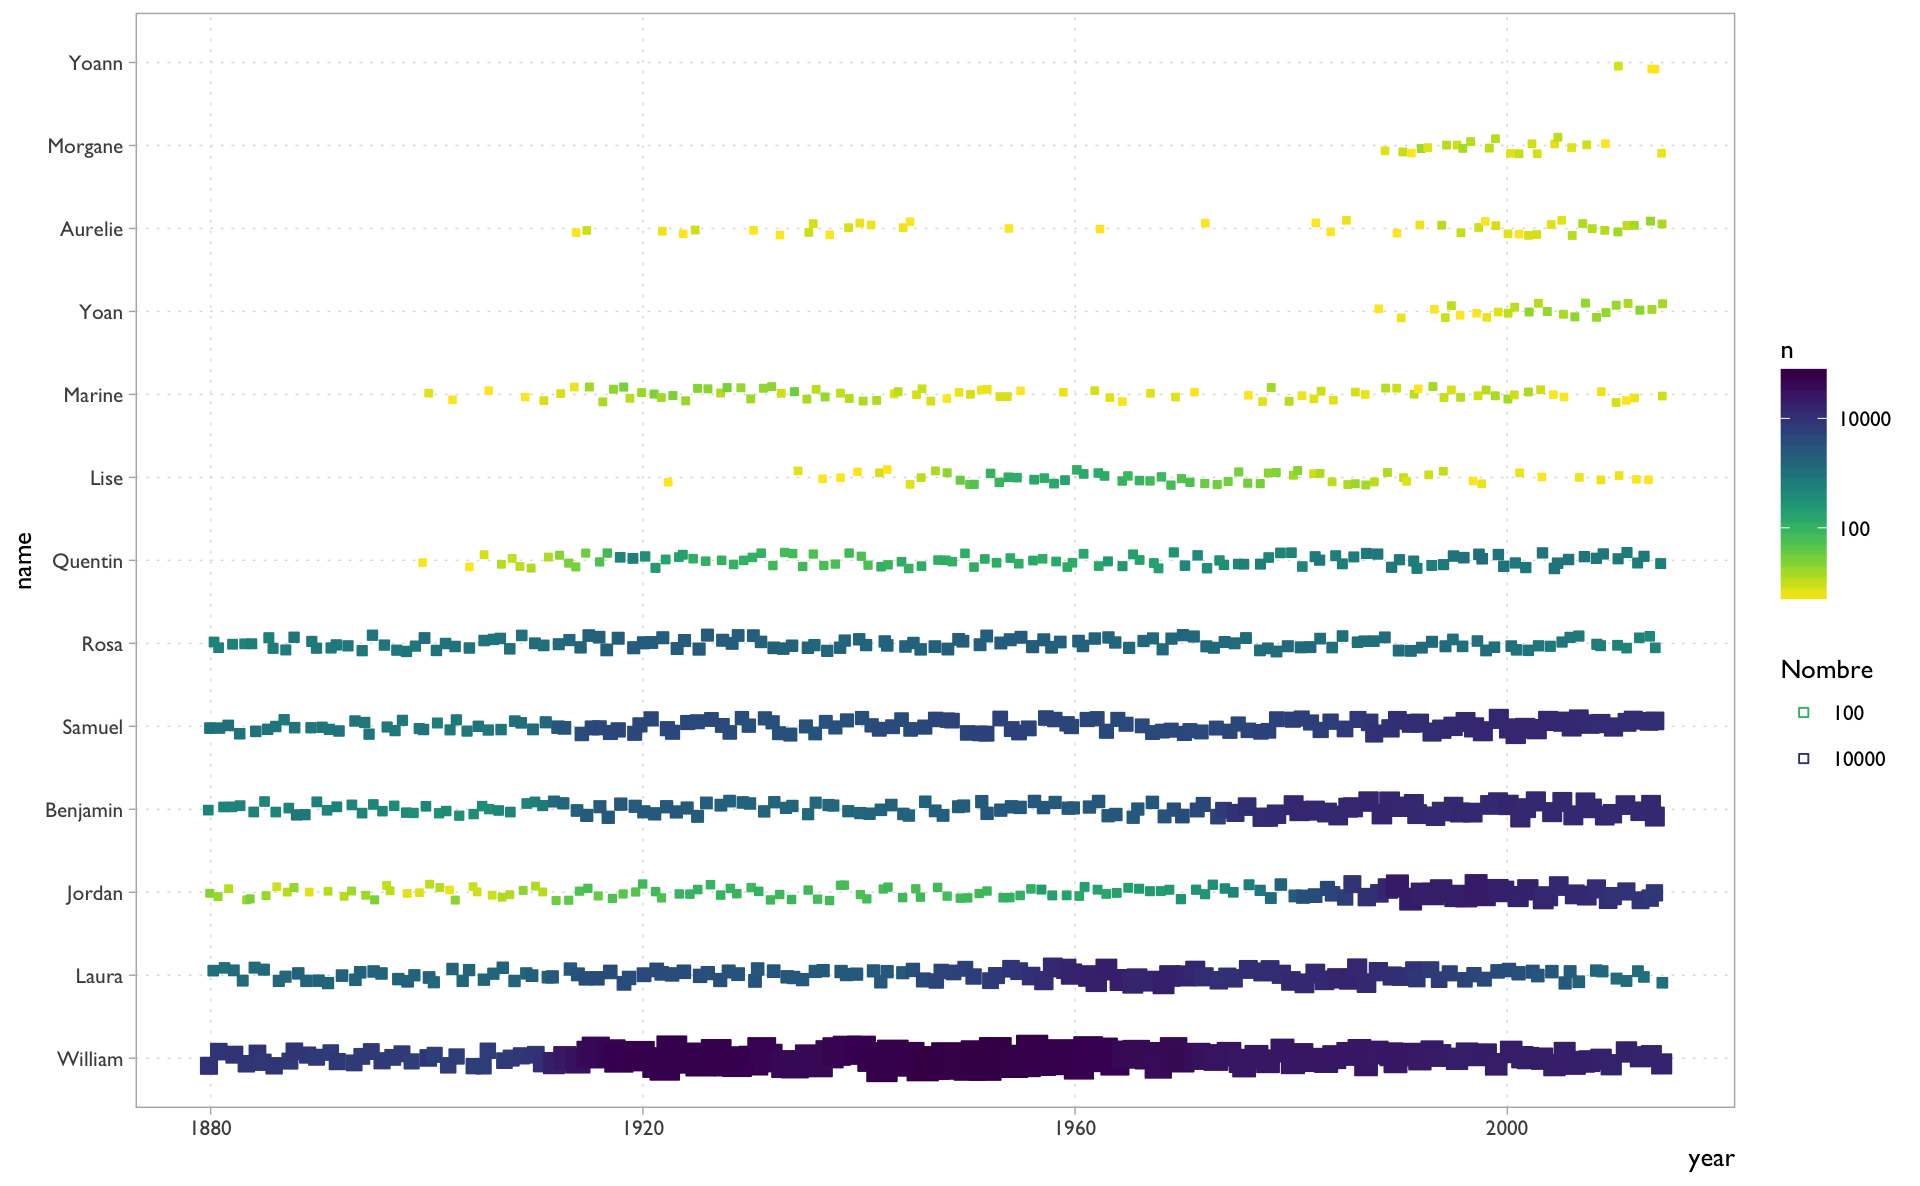 Yoann
Morgane
Aurelie
Yoan
Marine
Lise
Quentin
Rosa
Samuel
Benjamin
Jordan
Laura
William
name
1880
1920
1960
2000
year
n
10000
100
Nombre
100
10000